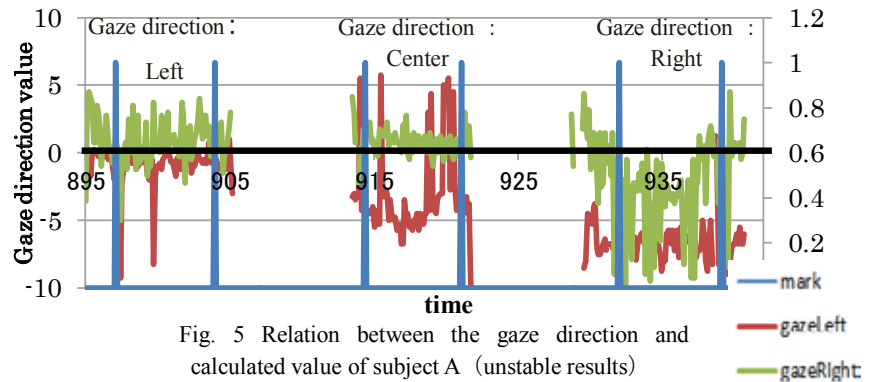 Gaze direction：
Left
Gaze direction ：
Center
Gaze direction ：
Right
Gaze direction value
10
5
0
-5
-10
1.2
1
0.8
0.6
0.4
0.2
895
905
915
925
935
time
mark
gazeLeft
gazeRight
Fig. 5 Relation between the gaze direction and
calculated value of subject A（unstable results）